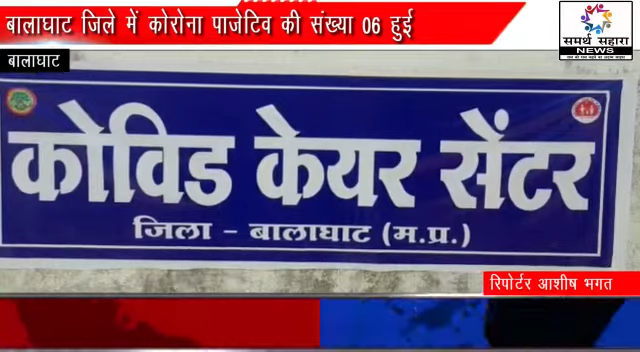 बालाघाट जिले में कोरोना पाजेटिव की संख्या 06 हुई
समर्थ सहारा
NEWS
बालाघाट
कोविड केयर सेंटर
जिला - बालाघाट (म.प्र.)
रिपोर्टर आशीष भगत